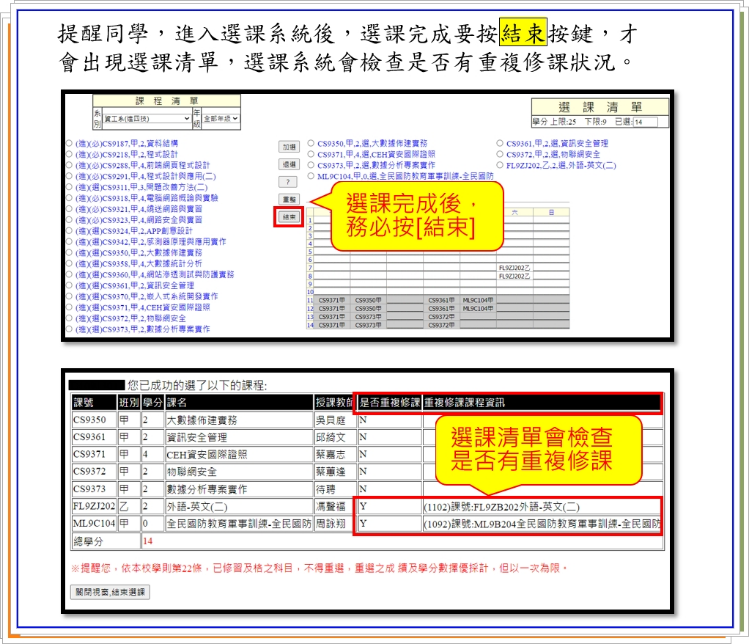 提醒同學，進入選課系統後，選課完成要按結束按鍵，才
會出現選課清單，選課系統會檢查是否有重複修課狀況。
課 程 清 單
系別
資工系(進四技)
年級
全部年級
選 課 清 單
學分上限:25 下限:9 已選:14
(進)(必)CS9187,甲,2,資料結構
(進)(必)CS9218,甲,2,程式設計
(進)(必)CS9288,甲,4,前端網頁程式設計
(進)(必)CS9291,甲,4,程式設計與應用(二)
(進)(選)CS9311,甲,3,問題改善方法(二)
(進)(必)CS9318,甲,4,電腦網路概論與實驗
(進)(必)CS9321,甲,4,繞送網路與實習
(進)(選)CS9323,甲,4,網路安全與實習
(進)(選)CS9324,甲,2,APP創意設計
(進)(必)CS9342,甲,2,感測器原理與應用實作
(進)(選)CS9350,甲,2,大數據佈建實務
(進)(選)CS9358,甲,4,大數據統計分析
(進)(選)CS9360,甲,4,網站滲透測試與防護實務
(進)(選)CS9361,甲,2,資訊安全管理
(進)(選)CS9370,甲,2,嵌入式系統開發實作
(進)(選)CS9371,甲,4,CEH資安國際證照
(進)(選)CS9372,甲,2,物聯網安全
(進)(選)CS9373,甲,2,數據分析專案實作
加選
退選
?
重整
結束
CS9350,甲,2,選,大數據佈建實務
CS9371,甲,4,選,CEH資安國際證照
CS9373,甲,2,選,數據分析專案實作
ML9C104,甲,0,選,全民國防教育軍事訓練-全民國防
CS9361,甲,2,選,資訊安全管理
CS9372,甲,2,選,物聯網安全
FL9ZJ202,乙,2,選,外語-英文(二)
選課完成後，
務必按[結束]
六 日
1
2
3
4
5
6
7 FL9ZJ202乙
8 FL9ZJ202乙
9
10
11 CS9371甲 CS9350甲 CS9361甲 ML9C104甲
12 CS9371甲 CS9350甲 CS9361甲 ML9C104甲
13 CS9371甲 CS9373甲 CS9372甲
14 CS9371甲 CS9373甲 CS9372甲
您已成功的選了以下的課程:
課號 班別 學分 課名 授課教師 是否重複修課 重複修課課程資訊
CS9350 甲 2 大數據佈建實務 吳貝庭 N
CS9361 甲 2 資訊安全管理 邱綺文 N
CS9371 甲 4 CEH資安國際證照 蔡嘉志 N
CS9372 甲 2 物聯網安全 蔡蕙逢 N
CS9373 甲 2 數據分析專案實作 待聘 N
FL9ZJ202 乙 2 外語-英文(二) 馮聲福 Y (1102)課號:FL9ZB202外語-英文(二)
ML9C104 甲 0 全民國防教育軍事訓練-全民國防 周詠翔 Y (1092)課號:ML9B204全民國防教育軍事訓練-全民國防
總學分 14
選課清單會檢查
是否有重複修課
※提醒您，依本校學則第22條，已修習及格之科目，不得重選，重選之成 績及學分數擇優採計，但以一次為限。
關閉視窗,結束選課